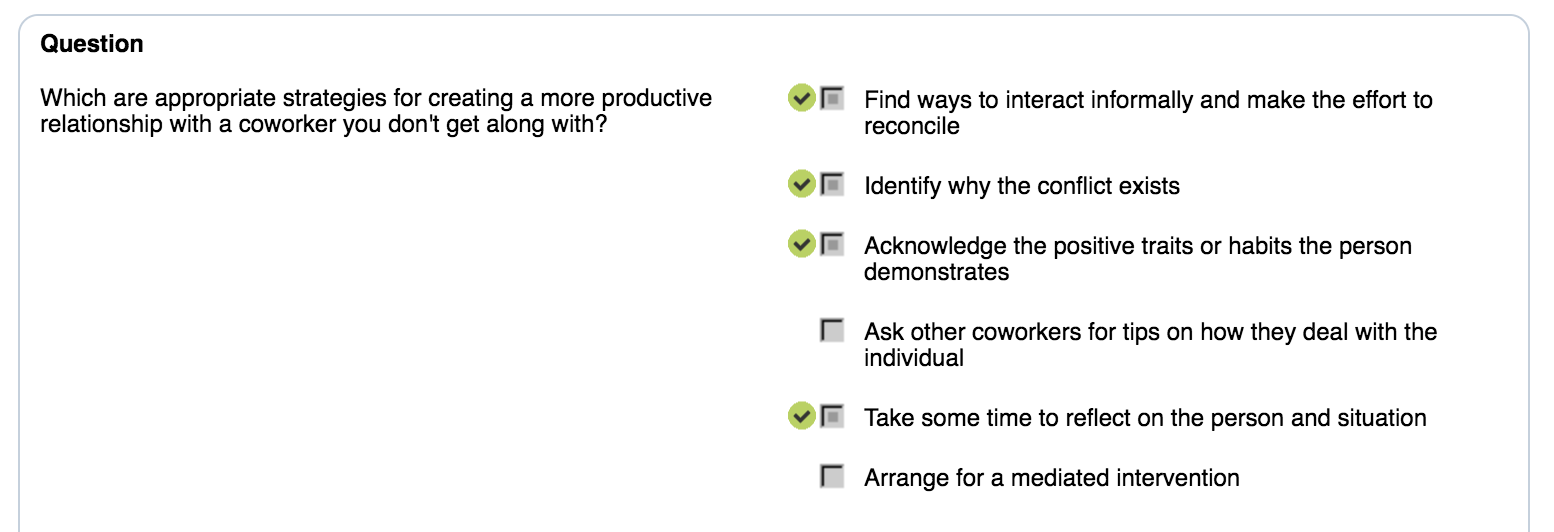 Question
Which are appropriate strategies for creating a more productive
relationship with a coworker you don't get along with?
Find ways to interact informally and make the effort to
reconcile
Identify why the conflict exists
Acknowledge the positive traits or habits the person
demonstrates
Ask other coworkers for tips on how they deal with the
individual
Take some time to reflect on the person and situation
Arrange for a mediated intervention